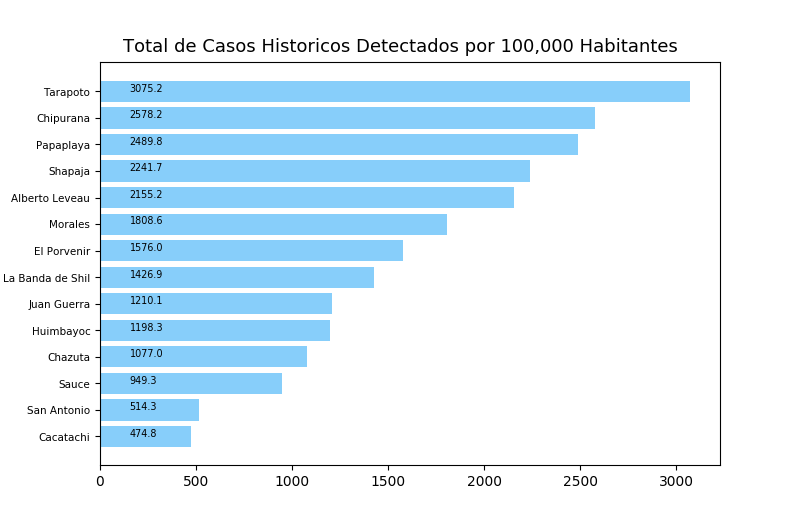 Total de Casos Historicos Detectados por 100,000 Habitantes
Tarapoto 3075.2
Chipurana 2578.2
Papaplaya 2489.8
Shapaja 2241.7
Alberto Leveau 2155.2
Morales 1808.6
El Porvenir 1576.0
La Banda de Shil 1426.9
Juan Guerra 1210.1
Huimbayoc 1198.3
Chazuta 1077.0
Sauce 949.3
San Antonio 514.3
Cacatachi 474.8
0 500 1000 1500 2000 2500 3000